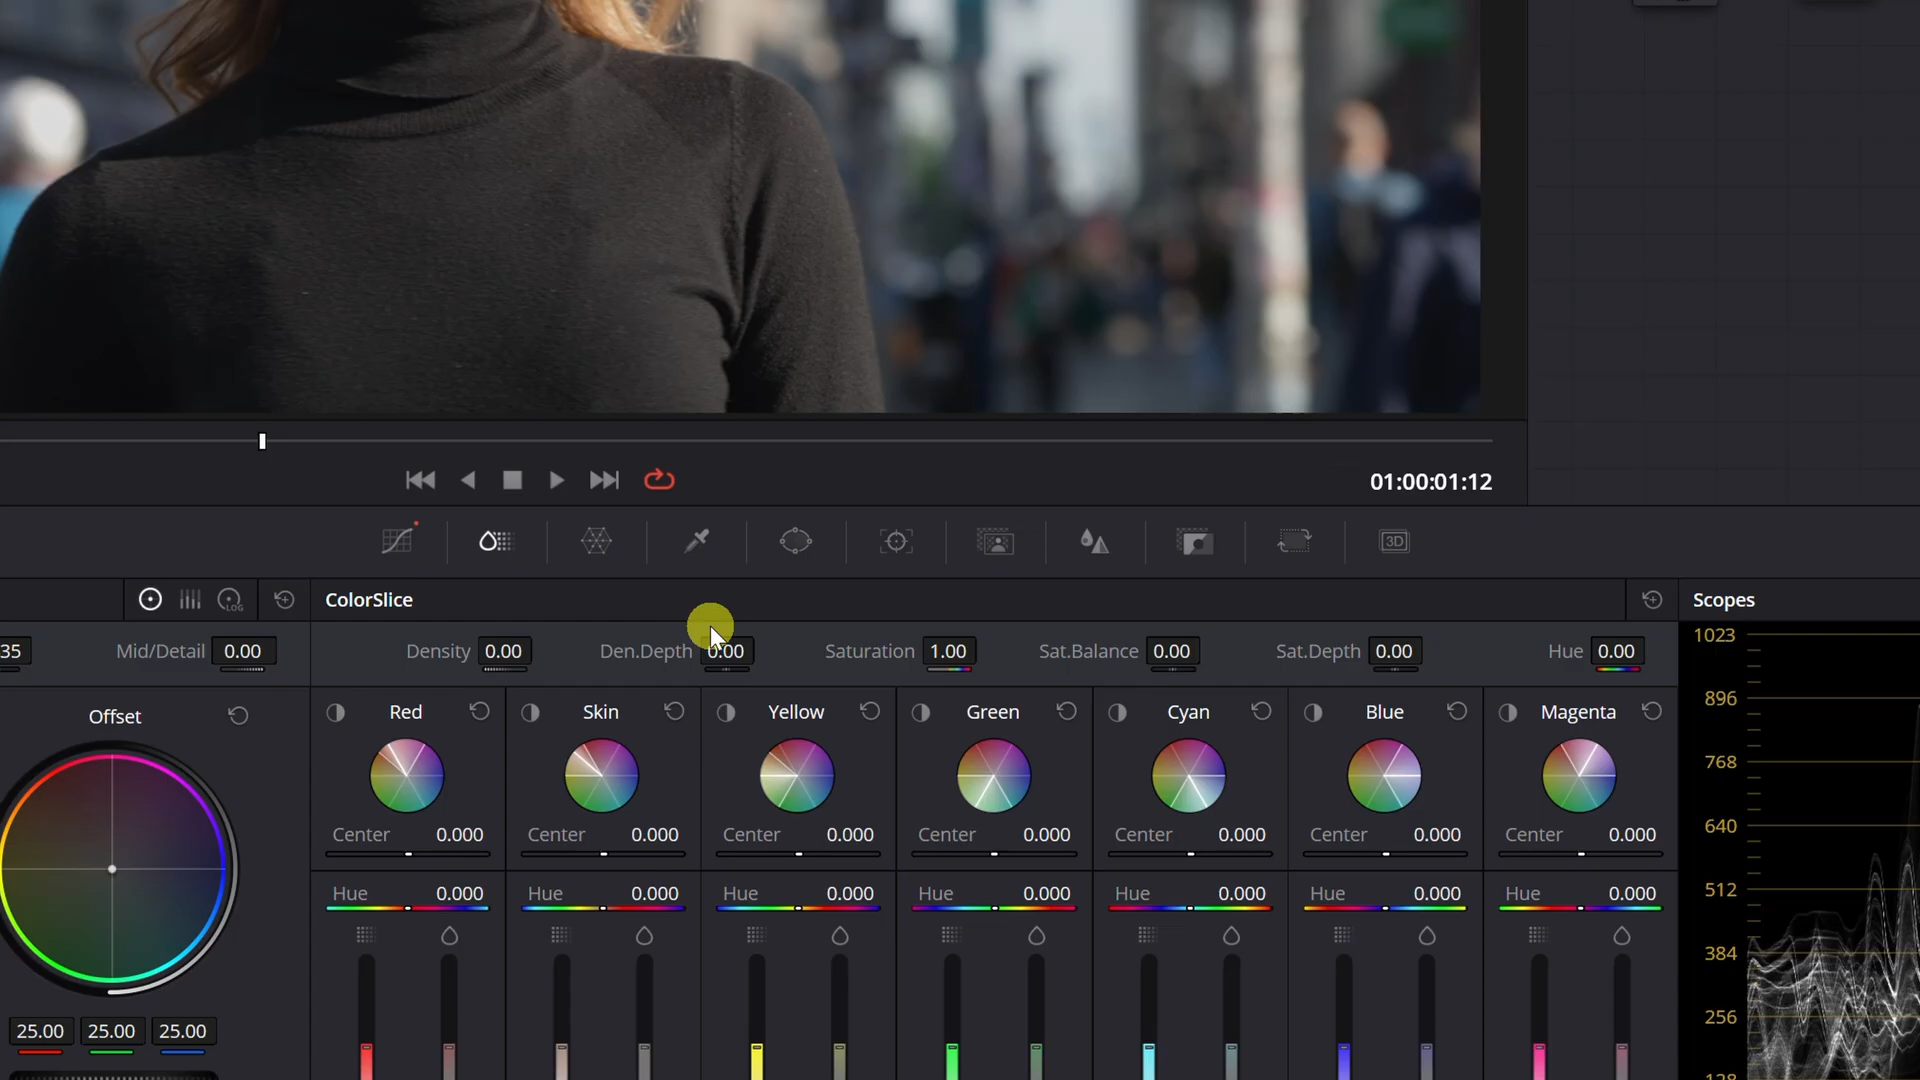 01:00:01:12
3D
LOG
ColorSlice
Scopes
35 Mid/Detail 0.00
Density 0.00 Den.Depth 0.00 Saturation 1.00 Sat.Balance 0.00 Sat.Depth 0.00 Hue 0.00
Offset
Red Skin Yellow Green Cyan Blue Magenta
Center 0.000 Center 0.000 Center 0.000 Center 0.000 Center 0.000 Center 0.000 Center 0.000
Hue 0.000 Hue 0.000 Hue 0.000 Hue 0.000 Hue 0.000 Hue 0.000 Hue 0.000
25.00 25.00 25.00
1023
896
768
640
512
384
256
128